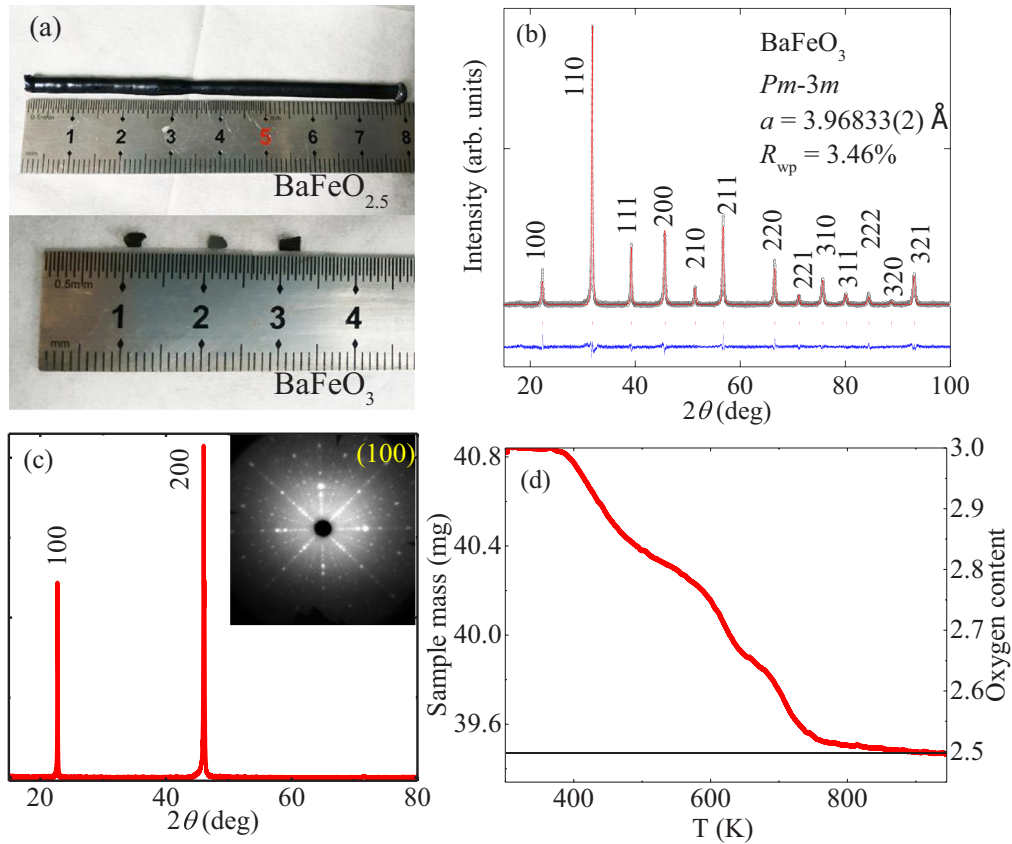 (a)
0.5mm
mm
1 2 3 4 5 6 7 8
mm
BaFeO2.5
0.5mm
1 2 3 4
mm
BaFeO3
(b)
BaFeO3
Pm-3m
a = 3.96833(2) Å
Rwp = 3.46%
Intensity (arb. units)
100
110
111
200
210
211
220
221
310
311
222
320
321
20 40 60 80 100
2θ (deg)
(c)
100
200
(100)
20 40 60 80
2θ (deg)
(d)
Sample mass (mg)
40.8
40.4
40.0
39.6
Oxygen content
3.0
2.9
2.8
2.7
2.6
2.5
400 600 800
T (K)